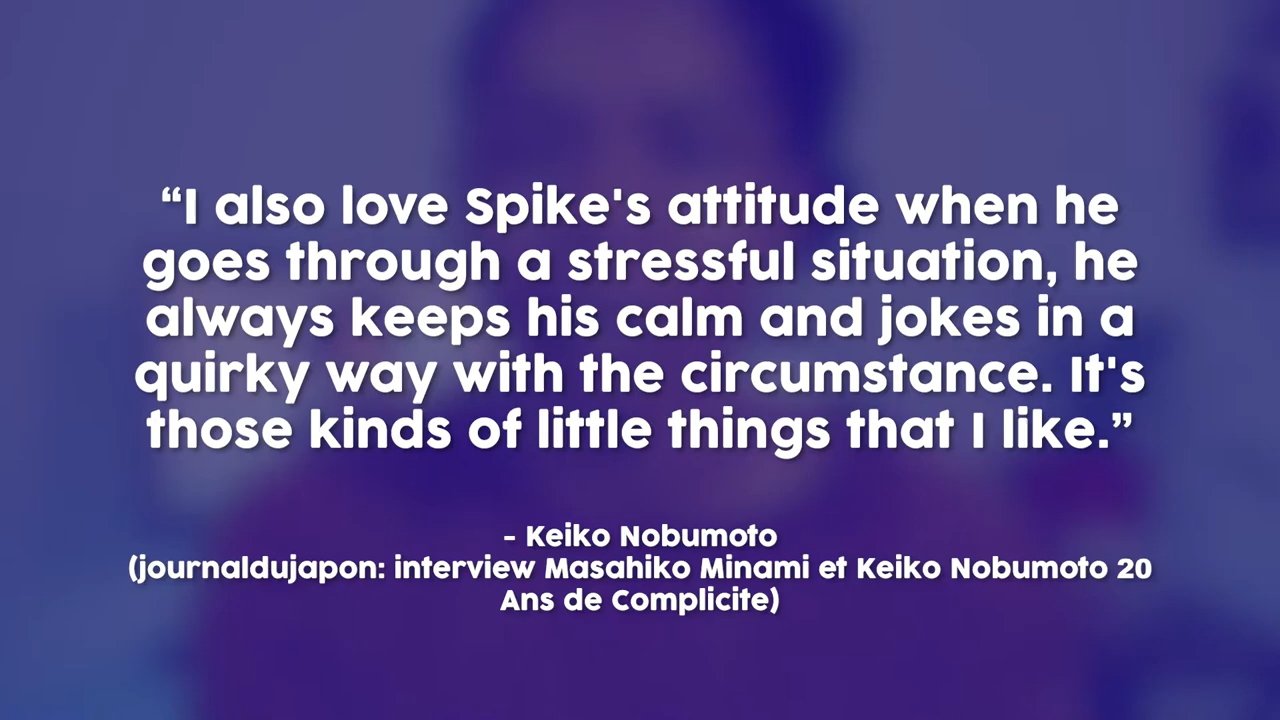 “I also love Spike's attitude when he
goes through a stressful situation, he
always keeps his calm and jokes in a
quirky way with the circumstance. It's
those kinds of little things that I like.”
- Keiko Nobumoto
(journaldujapon: interview Masahiko Minami et Keiko Nobumoto 20
Ans de Complicite)